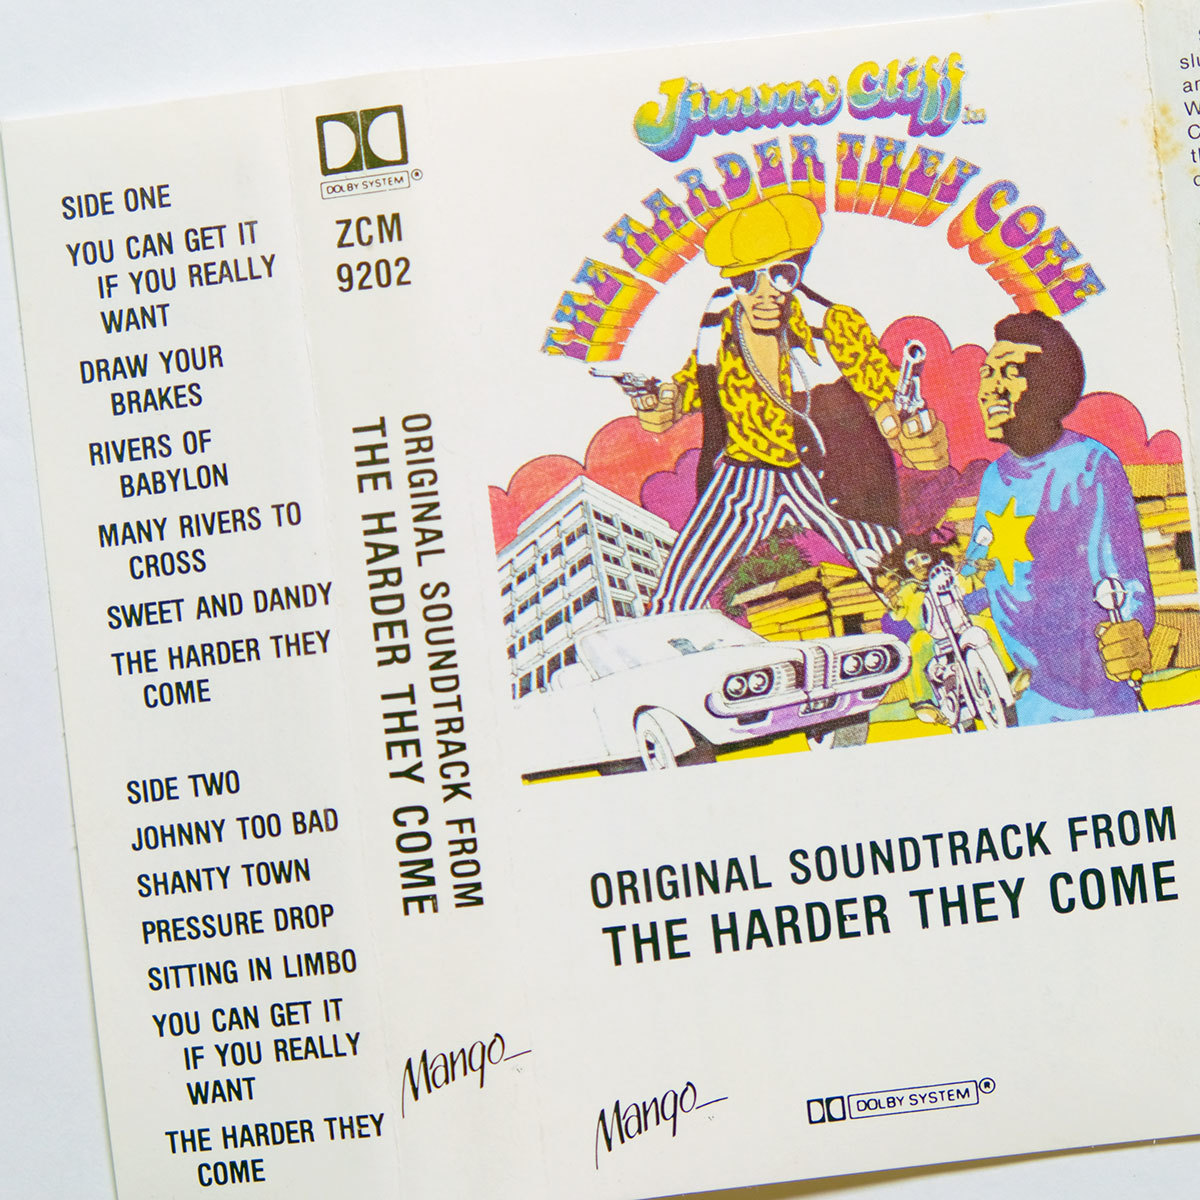 SIDE ONE
YOU CAN GET IT
IF YOU REALLY
WANT
DRAW YOUR
BRAKES
RIVERS OF
BABYLON
MANY RIVERS TO
CROSS
SWEET AND DANDY
THE HARDER THEY
COME
SIDE TWO
JOHNNY TOO BAD
SHANTY TOWN
PRESSURE DROP
SITTING IN LIMBO
YOU CAN GET IT
IF YOU REALLY
WANT
THE HARDER THEY
COME
DOLBY SYSTEM ®
ZCM
9202
ORIGINAL SOUNDTRACK FROM
THE HARDER THEY COME
Mango
Jimmy Cliff in
THE HARDER THEY COME
ORIGINAL SOUNDTRACK FROM
THE HARDER THEY COME
Mango
DOLBY SYSTEM ®